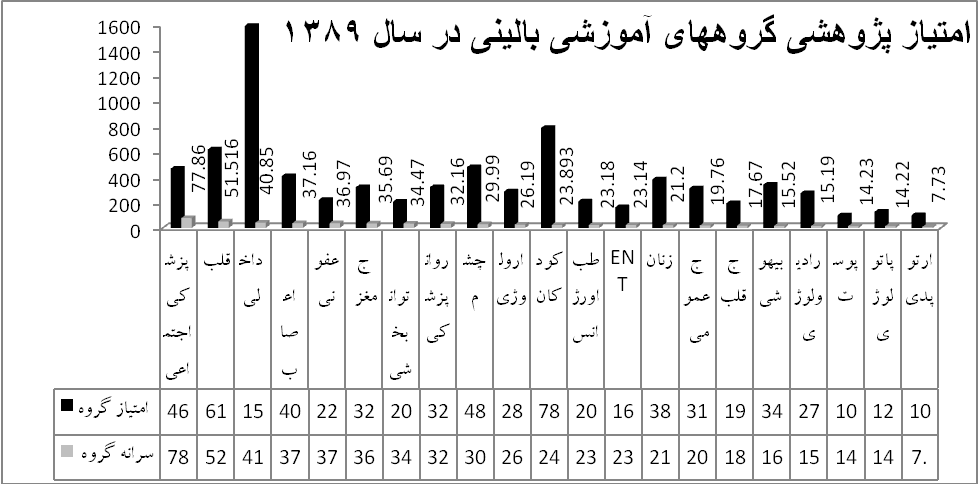 امتیاز پژوهشی گروههای آموزشی بالینی در سال ۱۳۸۹
1600
1400
1200
1000
800
600
400
200
0
77.86 51.516 40.85 37.16 36.97 35.69 34.47 32.16 29.99 26.19 23.893 23.18 23.14 21.2 19.76 17.67 15.52 15.19 14.23 14.22 7.73
پزشکی اجتماعی
قلب
داخلی
اعصاب
عفونی
ج مغز
توانبخشی
روانپزشکی
چشم
ارولوژی
کودکان
طب اورژانس
ENT
زنان
ج عمومی
ج قلب
بیهوشی
رادیولوژی
پوست
پاتولوژی
ارتوپدی
امتیاز گروه 46 61 15 40 22 32 20 32 48 28 78 20 16 38 31 19 34 27 10 12 10
سرانه گروه 78 52 41 37 37 36 34 32 30 26 24 23 23 21 20 18 16 15 14 14 7.